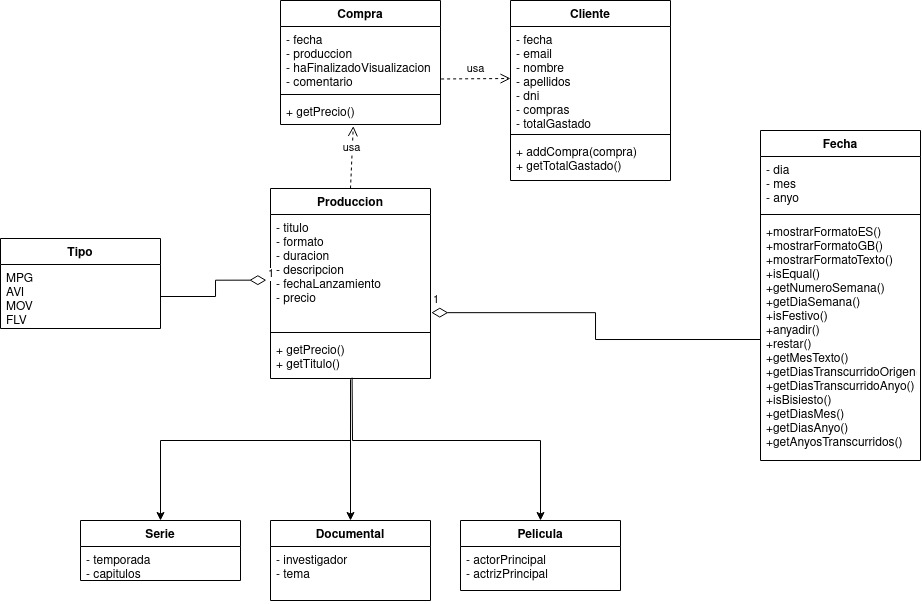 Compra
- fecha
- produccion
- haFinalizadoVisualizacion
- comentario
+ getPrecio()
usa
Cliente
- fecha
- email
- nombre
- apellidos
- dni
- compras
- totalGastado
+ addCompra(compra)
+ getTotalGastado()
usa
Fecha
- dia
- mes
- anyo
+mostrarFormatoES()
+mostrarFormatoGB()
+mostrarFormatoTexto()
+isEqual()
+getNumeroSemana()
+getDiaSemana()
+isFestivo()
+anyadir()
+restar()
+getMesTexto()
+getDiasTranscurridoOrigen
+getDiasTranscurridoAnyo()
+isBisiesto()
+getDiasMes()
+getDiasAnyo()
+getAnyosTranscurridos()
Produccion
- titulo
- formato
- duracion
- descripcion
- fechaLanzamiento
- precio
+ getPrecio()
+ getTitulo()
Tipo
MPG
AVI
MOV
FLV
1
1
Serie
- temporada
- capitulos
Documental
- investigador
- tema
Pelicula
- actorPrincipal
- actrizPrincipal